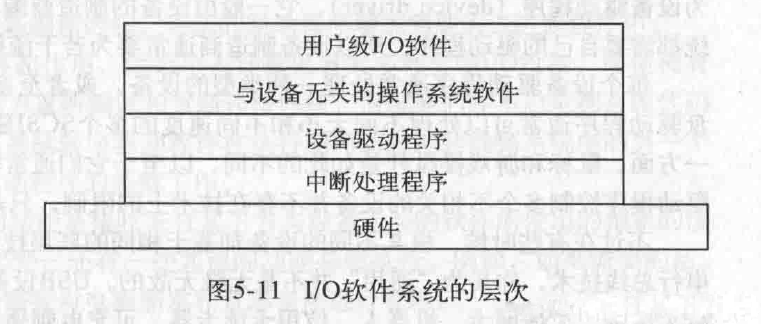 用户级I/O软件
与设备无关的操作系统软件
设备驱动程序
中断处理程序
硬件
图5-11 I/O软件系统的层次